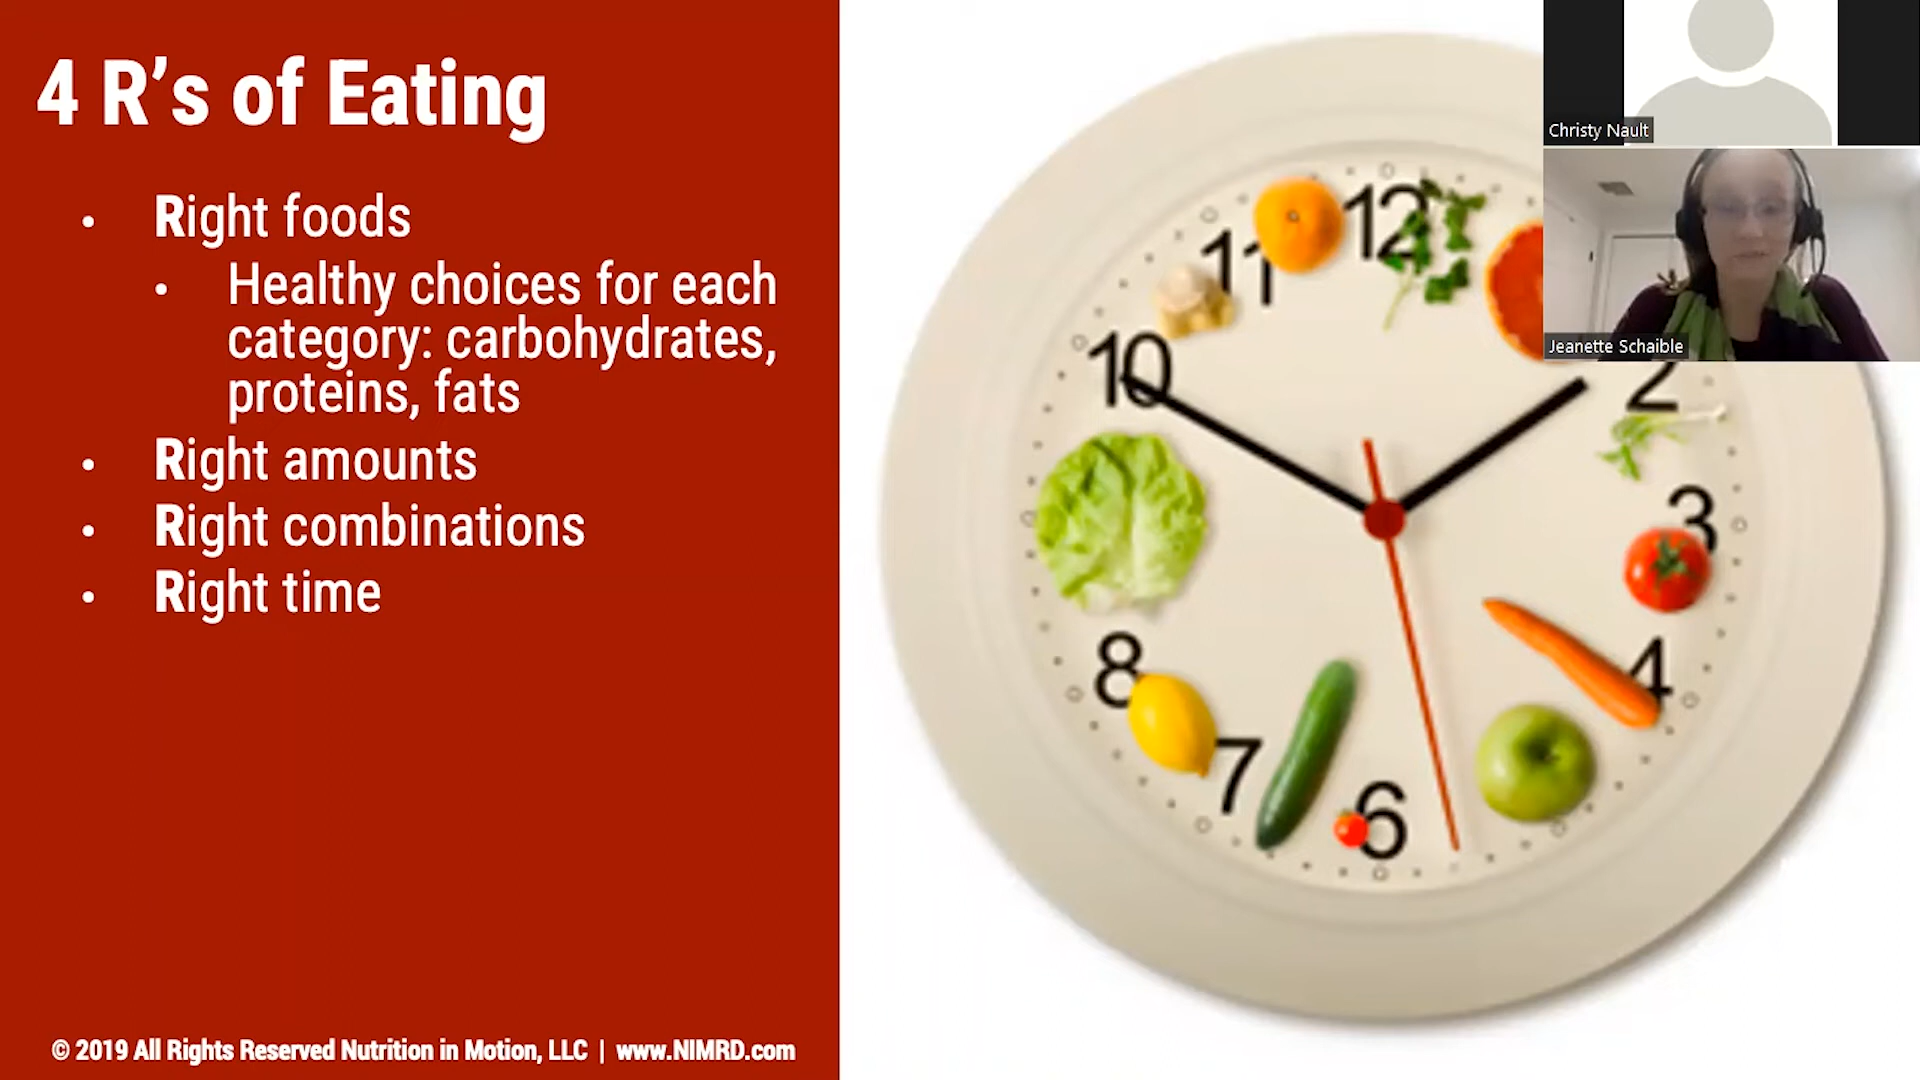 4 R’s of Eating
• Right foods
• Healthy choices for each
category: carbohydrates,
proteins, fats
• Right amounts
• Right combinations
• Right time
© 2019 All Rights Reserved Nutrition in Motion, LLC | www.NIMRD.com
12
11
10
2
3
4
8
7
6
Christy Nault
Jeanette Schaible